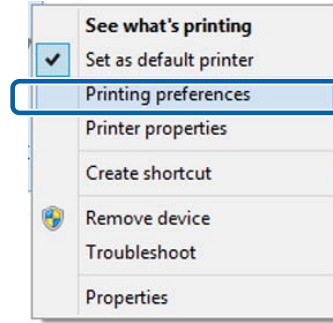 See what's printing
Set as default printer
Printing preferences
Printer properties
Create shortcut
Remove device
Troubleshoot
Properties